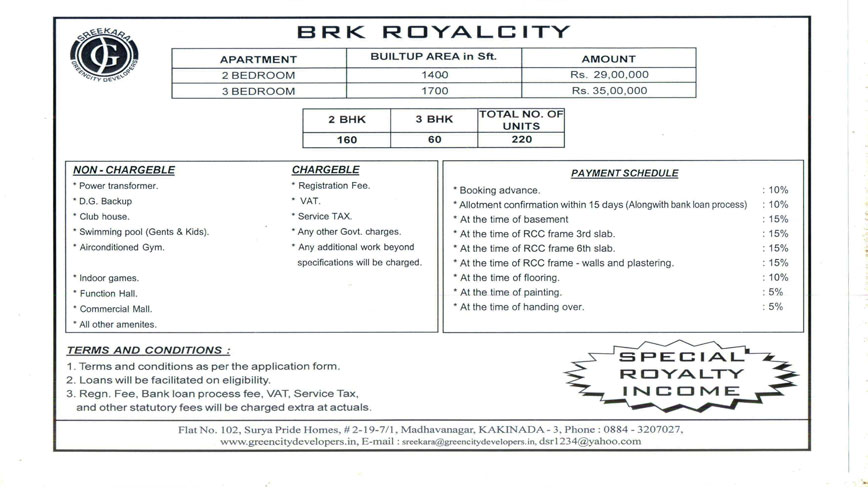 BRK ROYALCITY
SREEKARA
GREENCITY DEVELOPERS
APARTMENT BUILTUP AREA in Sft. AMOUNT
2 BEDROOM 1400 Rs. 29,00,000
3 BEDROOM 1700 Rs. 35,00,000
2 BHK 3 BHK TOTAL NO. OF UNITS
160 60 220
NON - CHARGEBLE
* Power transformer.
* D.G. Backup
* Club house.
* Swimming pool (Gents & Kids).
* Airconditioned Gym.
* Indoor games.
* Function Hall.
* Commercial Mall.
* All other amenites.
CHARGEBLE
* Registration Fee.
* VAT.
* Service TAX.
* Any other Govt. charges.
* Any additional work beyond
specifications will be charged.
PAYMENT SCHEDULE
* Booking advance. : 10%
* Allotment confirmation within 15 days (Alongwith bank loan process) : 10%
* At the time of basement : 15%
* At the time of RCC frame 3rd slab. : 15%
* At the time of RCC frame 6th slab. : 15%
* At the time of RCC frame - walls and plastering. : 15%
* At the time of flooring. : 10%
* At the time of painting. : 5%
* At the time of handing over. : 5%
TERMS AND CONDITIONS :
1. Terms and conditions as per the application form.
2. Loans will be facilitated on eligibility.
3. Regn. Fee, Bank loan process fee, VAT, Service Tax,
and other statutory fees will be charged extra at actuals.
SPECIAL
ROYALTY
INCOME
Flat No. 102, Surya Pride Homes, # 2-19-7/1, Madhavanagar, KAKINADA - 3, Phone : 0884 - 3207027,
www.greencitydevelopers.in, E-mail : sreekara@greencitydevelopers.in, dsr1234@yahoo.com